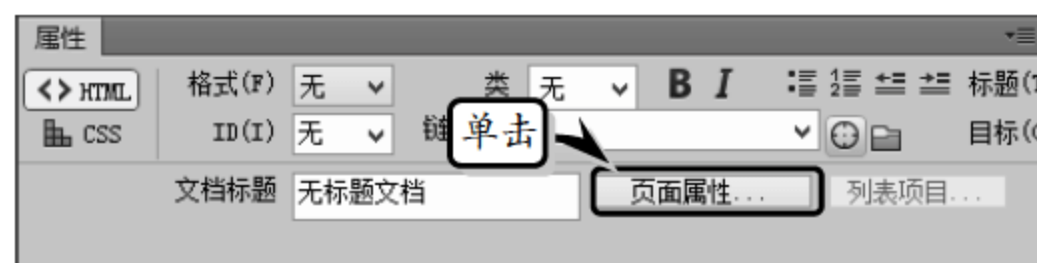 属性
<> HTML 格式(F) 无 类 无 B I 标题(
CSS ID(I) 无 链 目标(
单击
文档标题 无标题文档 页面属性... 列表项目...